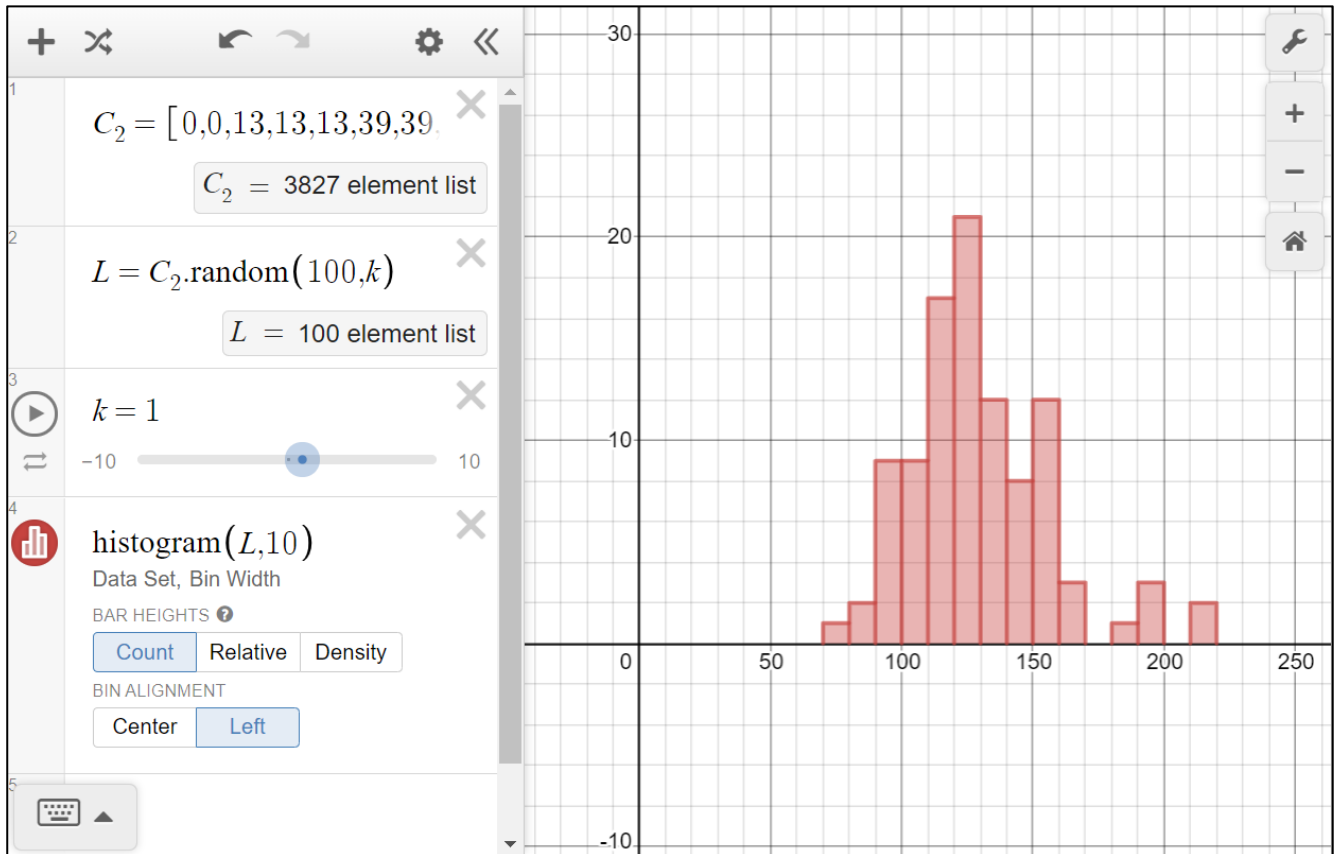 1
C₂ = [0,0,13,13,13,39,39,
C₂ = 3827 element list
2
L = C₂.random(100,k)
L = 100 element list
3
k = 1
−10
10
4
histogram(L,10)
Data Set, Bin Width
BAR HEIGHTS ?
Count Relative Density
BIN ALIGNMENT
Center Left
5
30
20
10
0 50 100 150 200 250
-10